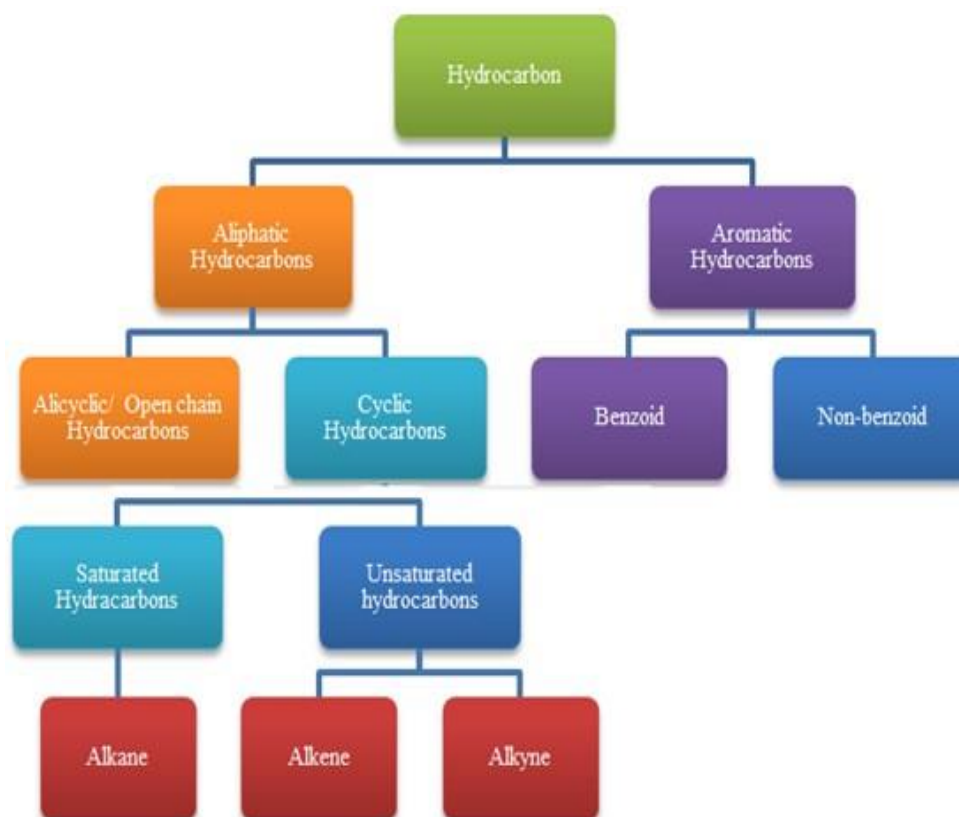 Hydrocarbon
Aliphatic
Hydrocarbons
Aromatic
Hydrocarbons
Alicyclic/ Open chain
Hydrocarbons
Cyclic
Hydrocarbons
Benzoid
Non-benzoid
Saturated
Hydracarbons
Unsaturated
hydrocarbons
Alkane
Alkene
Alkyne